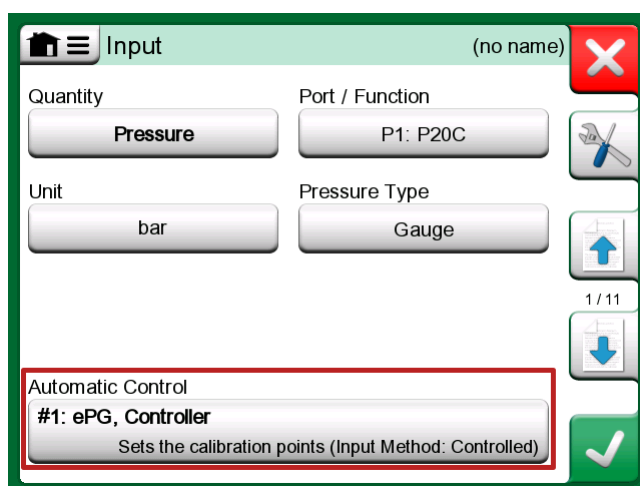 Input
(no name)
Quantity
Port / Function
Pressure
P1: P20C
Unit
Pressure Type
bar
Gauge
1 / 11
Automatic Control
#1: ePG, Controller
Sets the calibration points (Input Method: Controlled)